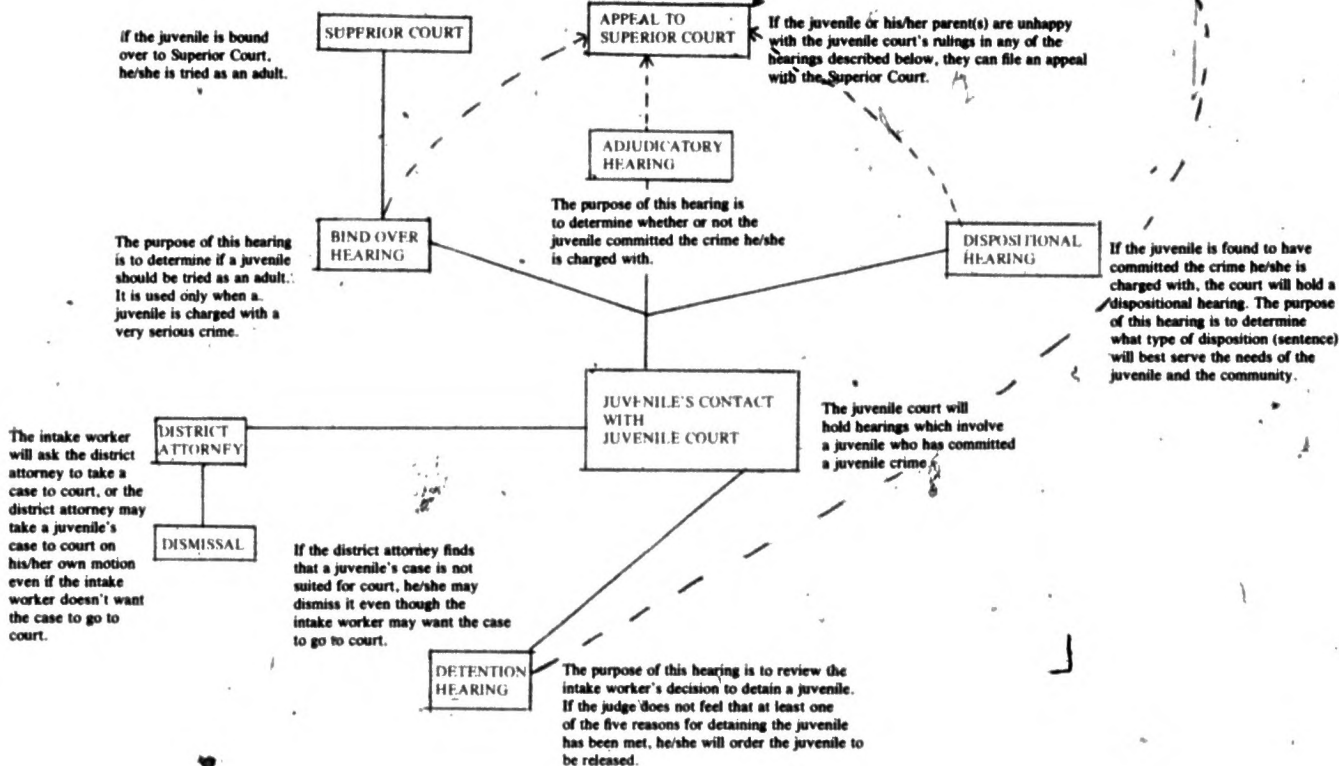 if the juvenile is bound
over to Superior Court,
he/she is tried as an adult.
SUPERIOR COURT
APPEAL TO
SUPERIOR COURT
If the juvenile or his/her parent(s) are unhappy
with the juvenile court's rulings in any of the
hearings described below, they can file an appeal
with the Superior Court.
ADJUDICATORY
HEARING
The purpose of this hearing is
to determine whether or not the
juvenile committed the crime he/she
is charged with.
The purpose of this hearing
is to determine if a juvenile
should be tried as an adult.
It is used only when a
juvenile is charged with a
very serious crime.
BIND OVER
HEARING
DISPOSITIONAL
HEARING
If the juvenile is found to have
committed the crime he/she is
charged with, the court will hold a
dispositional hearing. The purpose
of this hearing is to determine
what type of disposition (sentence)
will best serve the needs of the
juvenile and the community.
JUVENILE'S CONTACT
WITH
JUVENILE COURT
The juvenile court will
hold hearings which involve
a juvenile who has committed
a juvenile crime
The intake worker
will ask the district
attorney to take a
case to court, or the
district attorney may
take a juvenile's
case to court on
his/her own motion
even if the intake
worker doesn't want
the case to go to
court.
DISTRICT
ATTORNEY
DISMISSAL
If the district attorney finds
that a juvenile's case is not
suited for court, he/she may
dismiss it even though the
intake worker may want the case
to go to court.
DETENTION
HEARING
The purpose of this hearing is to review the
intake worker's decision to detain a juvenile.
If the judge does not feel that at least one
of the five reasons for detaining the juvenile
has been met, he/she will order the juvenile to
be released.